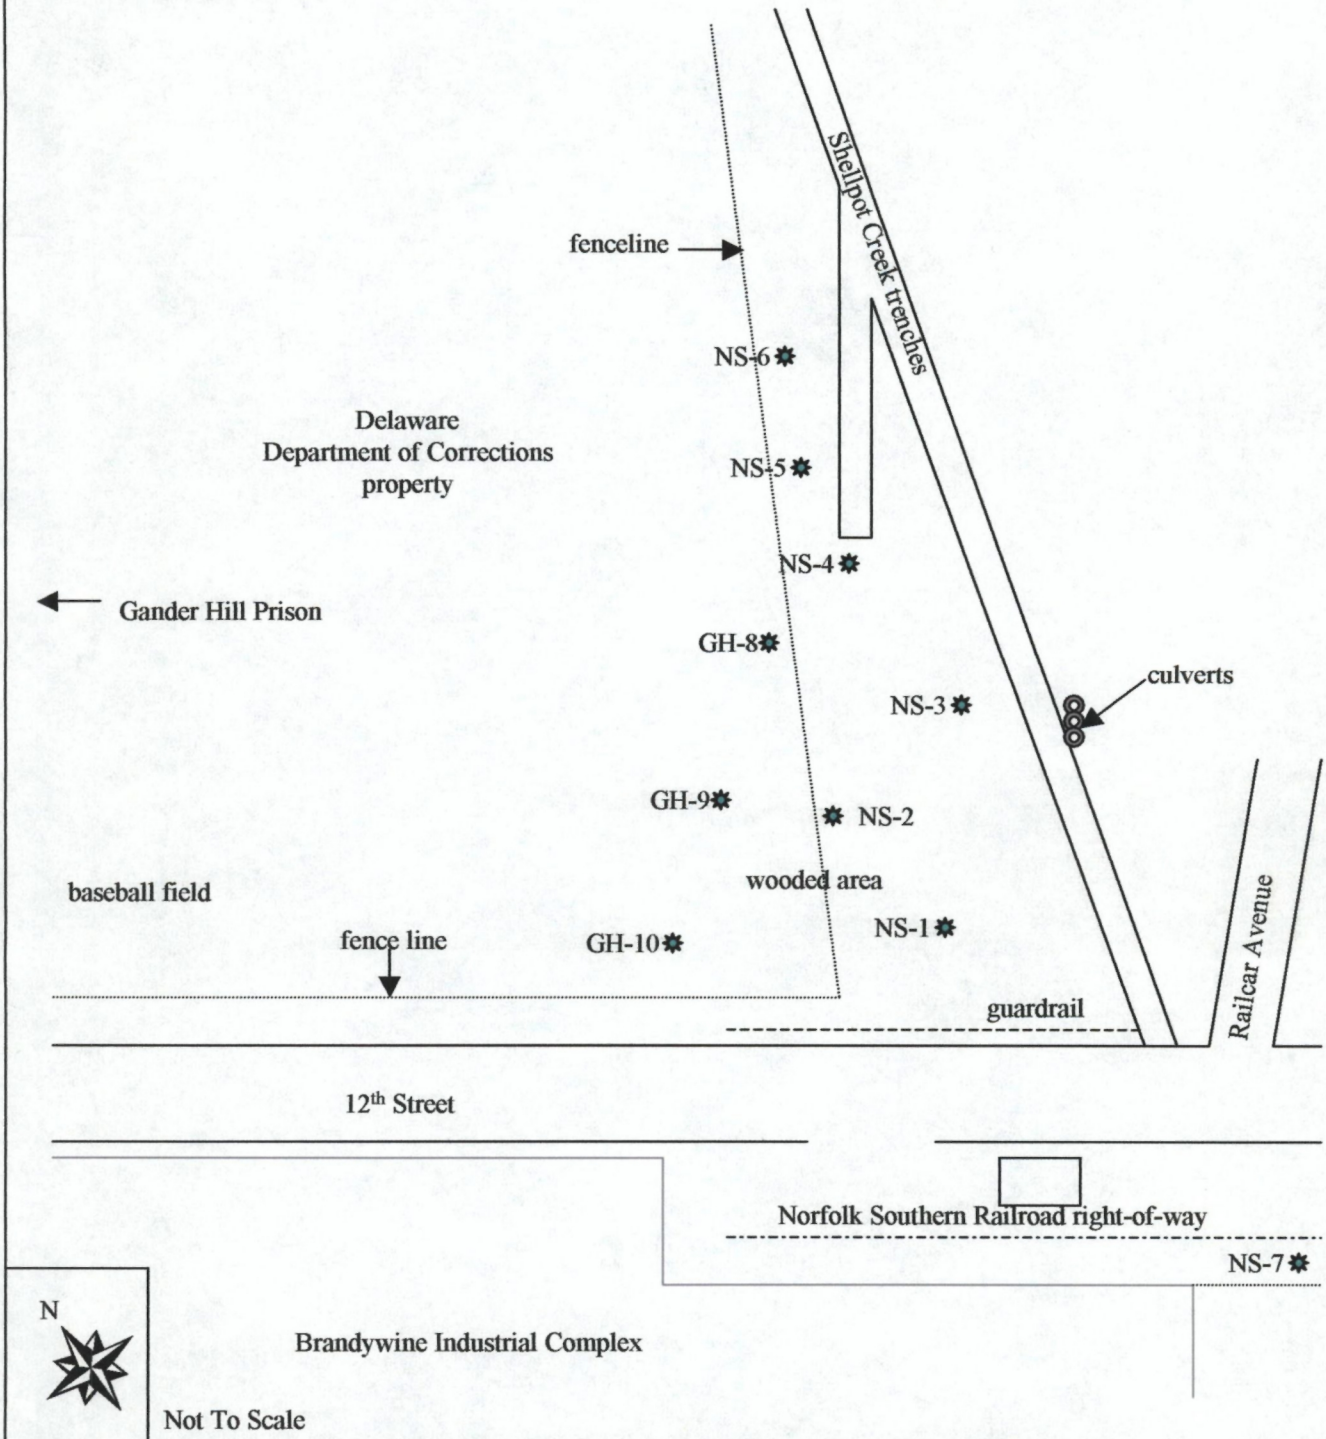 Shellpot Creek trenches
fenceline
NS-6
Delaware
Department of Corrections
property
NS-5
NS-4
Gander Hill Prison
GH-8
culverts
NS-3
GH-9
NS-2
baseball field
wooded area
Railcar Avenue
NS-1
fence line
GH-10
guardrail
12th Street
Norfolk Southern Railroad right-of-way
NS-7
N
Brandywine Industrial Complex
Not To Scale